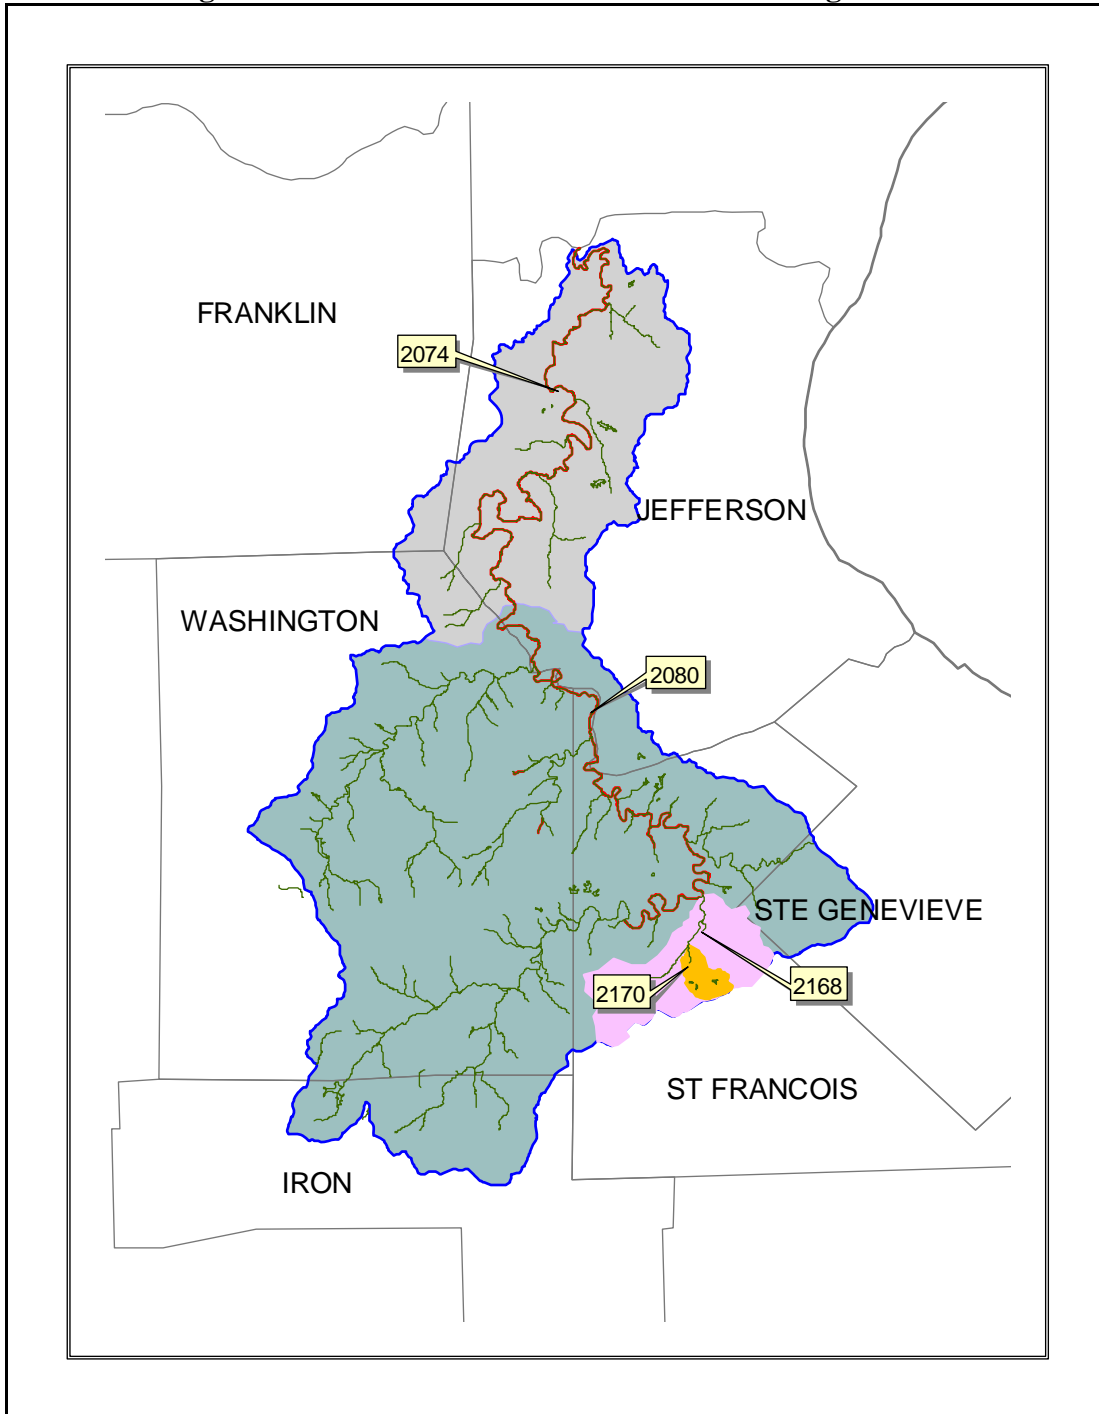 FRANKLIN
2074
JEFFERSON
WASHINGTON
2080
STE GENEVIEVE
2170
2168
ST FRANCOIS
IRON